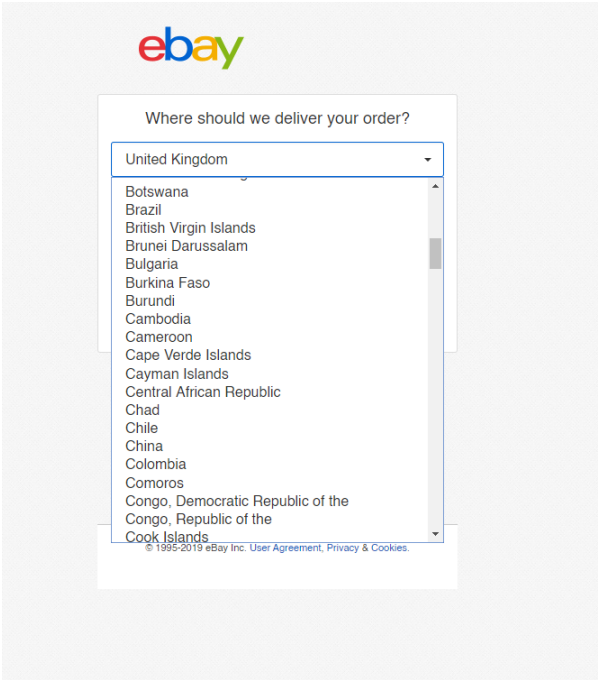 ebay
Where should we deliver your order?
United Kingdom
Botswana
Brazil
British Virgin Islands
Brunei Darussalam
Bulgaria
Burkina Faso
Burundi
Cambodia
Cameroon
Cape Verde Islands
Cayman Islands
Central African Republic
Chad
Chile
China
Colombia
Comoros
Congo, Democratic Republic of the
Congo, Republic of the
Cook Islands
© 1995-2019 eBay Inc. User Agreement, Privacy & Cookies.